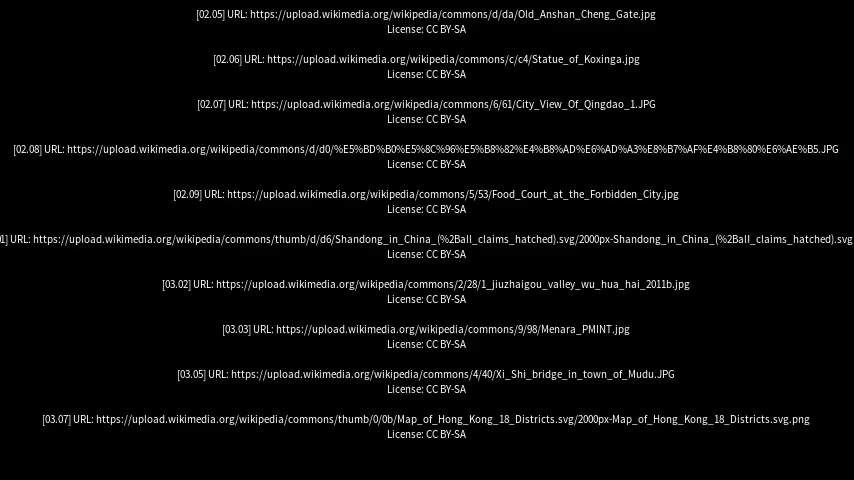 [02.05] URL: https://upload.wikimedia.org/wikipedia/commons/d/da/Old_Anshan_Cheng_Gate.jpg
License: CC BY-SA
[02.06] URL: https://upload.wikimedia.org/wikipedia/commons/c/c4/Statue_of_Koxinga.jpg
License: CC BY-SA
[02.07] URL: https://upload.wikimedia.org/wikipedia/commons/6/61/City_View_Of_Qingdao_1.JPG
License: CC BY-SA
[02.08] URL: https://upload.wikimedia.org/wikipedia/commons/d/d0/%E5%BD%B0%E5%8C%96%E5%B8%82%E4%B8%AD%E6%AD%A3%E8%B7%AF%E4%B8%80%E6%AE%B5.JPG
License: CC BY-SA
[02.09] URL: https://upload.wikimedia.org/wikipedia/commons/5/53/Food_Court_at_the_Forbidden_City.jpg
License: CC BY-SA
1] URL: https://upload.wikimedia.org/wikipedia/commons/thumb/d/d6/Shandong_in_China_(%2Ball_claims_hatched).svg/2000px-Shandong_in_China_(%2Ball_claims_hatched).svg
License: CC BY-SA
[03.02] URL: https://upload.wikimedia.org/wikipedia/commons/2/28/1_jiuzhaigou_valley_wu_hua_hai_2011b.jpg
License: CC BY-SA
[03.03] URL: https://upload.wikimedia.org/wikipedia/commons/9/98/Menara_PMINT.jpg
License: CC BY-SA
[03.05] URL: https://upload.wikimedia.org/wikipedia/commons/4/40/Xi_Shi_bridge_in_town_of_Mudu.JPG
License: CC BY-SA
[03.07] URL: https://upload.wikimedia.org/wikipedia/commons/thumb/0/0b/Map_of_Hong_Kong_18_Districts.svg/2000px-Map_of_Hong_Kong_18_Districts.svg.png
License: CC BY-SA